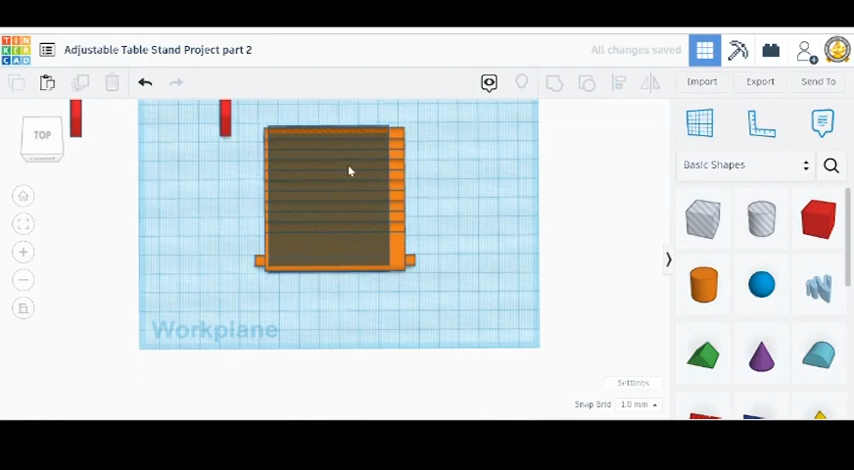 TIN
KER
CAD
Adjustable Table Stand Project part 2
All changes saved
Import
Export
Send To
TOP
Basic Shapes
Workplane
Settings
Snap Grid 1.0 mm